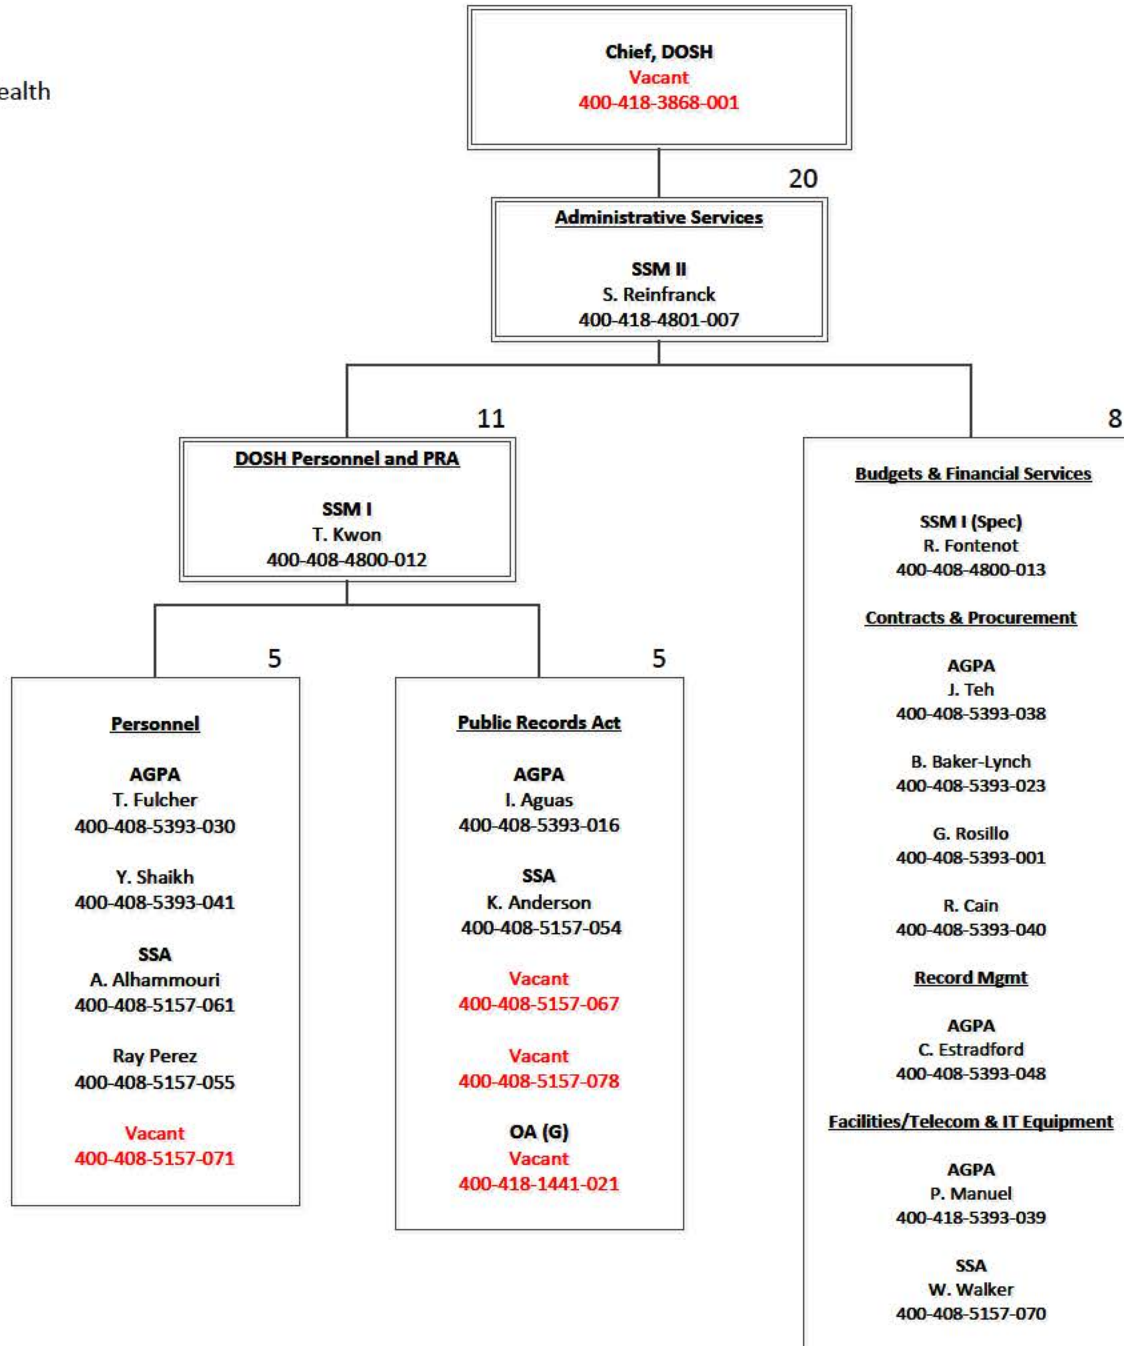 ealth
Chief, DOSH
Vacant
400-418-3868-001
20
Administrative Services
SSM II
S. Reinfranck
400-418-4801-007
11
DOSH Personnel and PRA
SSM I
T. Kwon
400-408-4800-012
5
Personnel
AGPA
T. Fulcher
400-408-5393-030
Y. Shaikh
400-408-5393-041
SSA
A. Alhammouri
400-408-5157-061
Ray Perez
400-408-5157-055
Vacant
400-408-5157-071
5
Public Records Act
AGPA
I. Aguas
400-408-5393-016
SSA
K. Anderson
400-408-5157-054
Vacant
400-408-5157-067
Vacant
400-408-5157-078
OA (G)
Vacant
400-418-1441-021
8
Budgets & Financial Services
SSM I (Spec)
R. Fontenot
400-408-4800-013
Contracts & Procurement
AGPA
J. Teh
400-408-5393-038
B. Baker-Lynch
400-408-5393-023
G. Rosillo
400-408-5393-001
R. Cain
400-408-5393-040
Record Mgmt
AGPA
C. Estradford
400-408-5393-048
Facilities/Telecom & IT Equipment
AGPA
P. Manuel
400-418-5393-039
SSA
W. Walker
400-408-5157-070